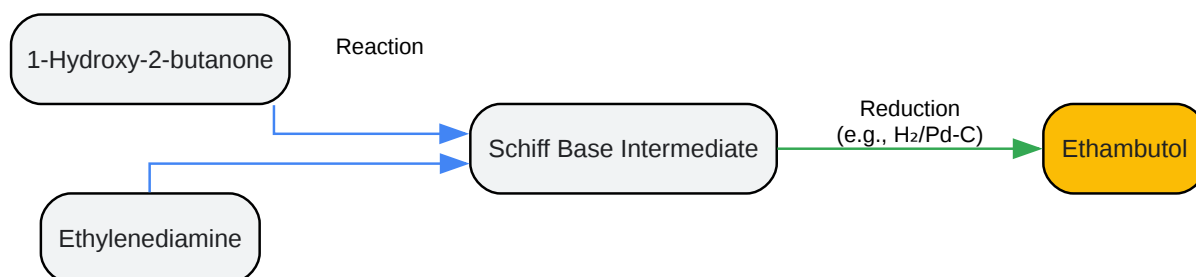 1-Hydroxy-2-butanone
Reaction
Ethylenediamine
Schiff Base Intermediate
Reduction
(e.g., H₂/Pd-C)
Ethambutol